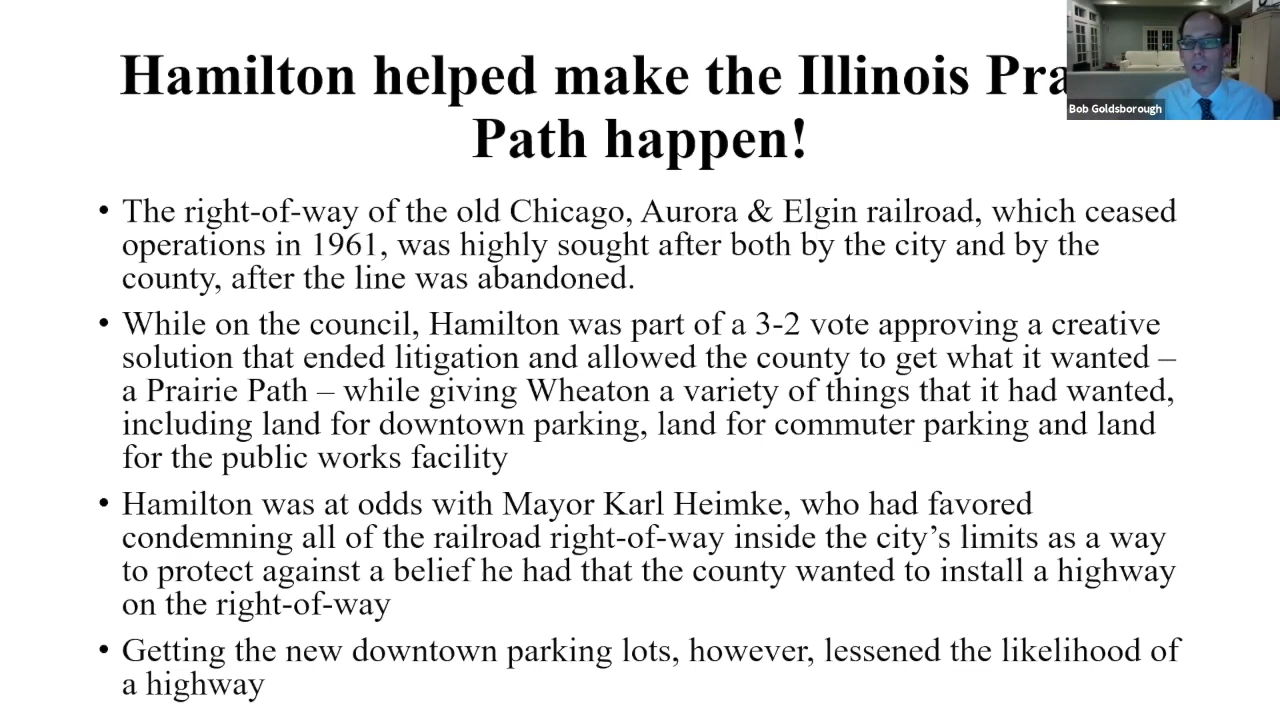 Hamilton helped make the Illinois Pra
Bob Goldsborough
Path happen!
• The right-of-way of the old Chicago, Aurora & Elgin railroad, which ceased
operations in 1961, was highly sought after both by the city and by the
county, after the line was abandoned.
• While on the council, Hamilton was part of a 3-2 vote approving a creative
solution that ended litigation and allowed the county to get what it wanted –
a Prairie Path – while giving Wheaton a variety of things that it had wanted,
including land for downtown parking, land for commuter parking and land
for the public works facility
• Hamilton was at odds with Mayor Karl Heimke, who had favored
condemning all of the railroad right-of-way inside the city’s limits as a way
to protect against a belief he had that the county wanted to install a highway
on the right-of-way
• Getting the new downtown parking lots, however, lessened the likelihood of
a highway